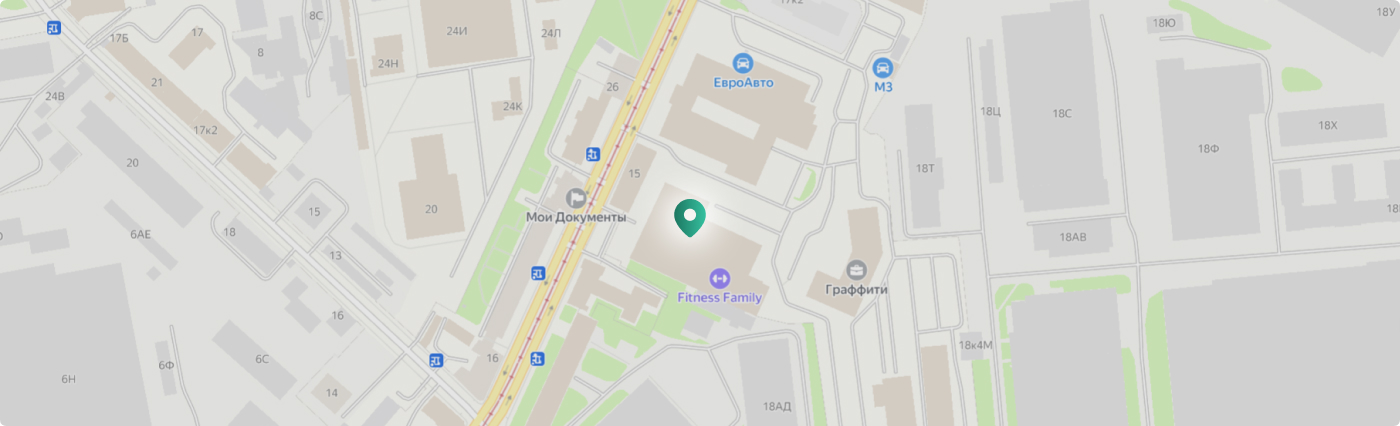 17к2
18У
8С
18Ю
17Б
17
24И
24Л
8
24Н
ЕвроАвто
М3
21
26
24В
24К
18Ц
18С
17к2
18Х
20
18Ф
15
18Т
20
15
Мои Документы
6АЕ
18
18АВ
13
Граффити
Fitness Family
16
18к4М
16
6Ф
6С
6Н
14
18АД